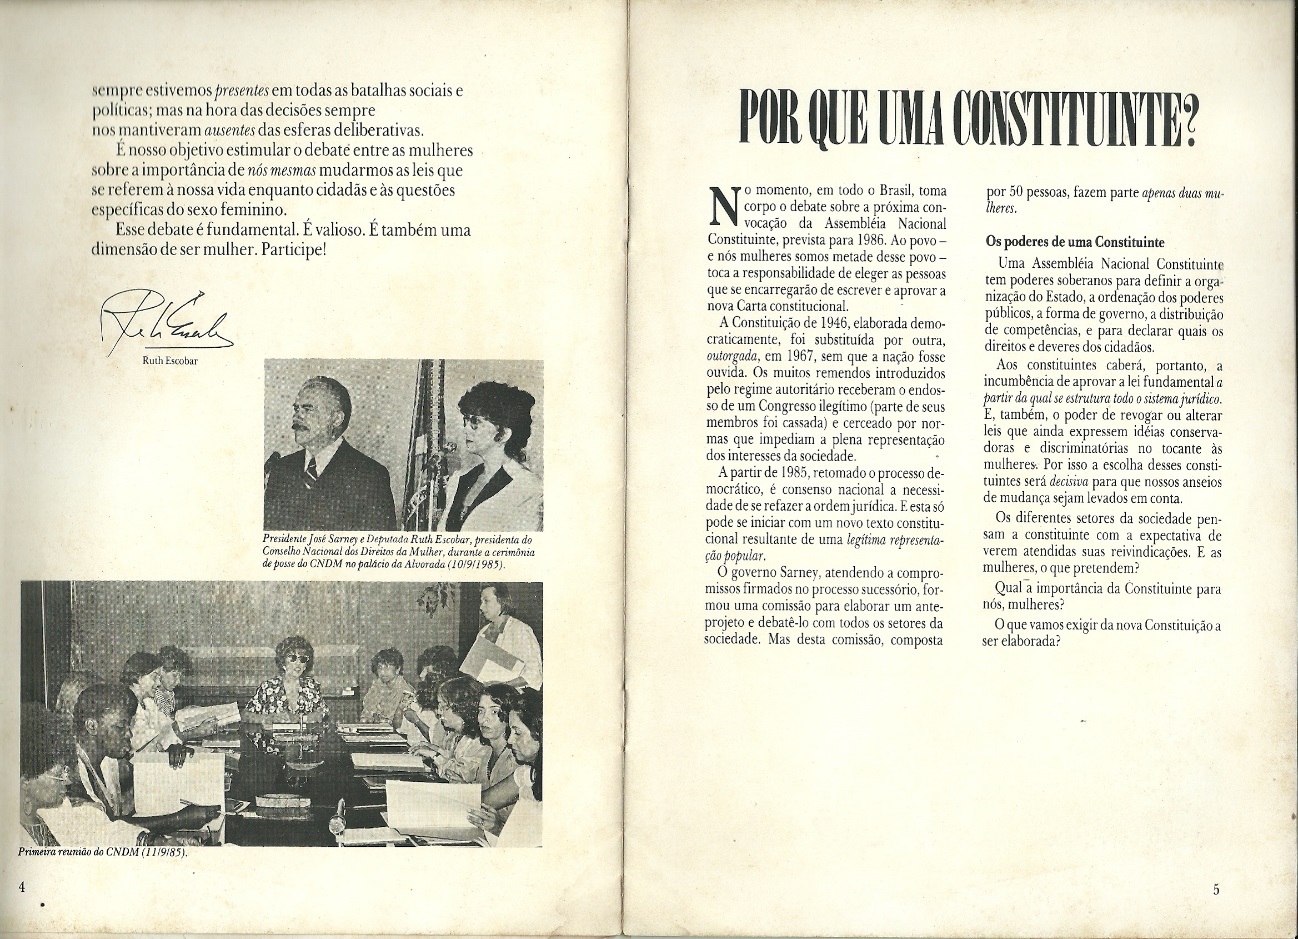 sempre estivemos presentes em todas as batalhas sociais e
políticas; mas na hora das decisões sempre
nos mantiveram ausentes das esferas deliberativas.
É nosso objetivo estimular o debate entre as mulheres
sobre a importância de nós mesmas mudarmos as leis que
se referem à nossa vida enquanto cidadãs e às questões
específicas do sexo feminino.
Esse debate é fundamental. É valioso. É também uma
dimensão de ser mulher. Participe!
Ruth Escobar
Ruth Escobar
Presidente José Sarney e Deputada Ruth Escobar, presidenta do
Conselho Nacional dos Direitos da Mulher, durante a cerimônia
de posse do CNDM no palácio da Alvorada (10/9/1985).
Primeira reunião do CNDM (11/9/85).
4
POR QUE UMA CONSTITUINTE?
No momento, em todo o Brasil, toma
corpo o debate sobre a próxima con-
vocação da Assembléia Nacional
Constituinte, prevista para 1986. Ao povo –
e nós mulheres somos metade desse povo –
toca a responsabilidade de eleger as pessoas
que se encarregarão de escrever e aprovar a
nova Carta constitucional.
A Constituição de 1946, elaborada demo-
craticamente, foi substituída por outra,
outorgada, em 1967, sem que a nação fosse
ouvida. Os muitos remendos introduzidos
pelo regime autoritário receberam o endos-
so de um Congresso ilegítimo (parte de seus
membros foi cassada) e cerceado por nor-
mas que impediam a plena representação
dos interesses da sociedade.
A partir de 1985, retomado o processo de-
mocrático, é consenso nacional a necessi-
dade de se refazer a ordem jurídica. E esta só
pode se iniciar com um novo texto constitu-
cional resultante de uma legítima representa-
ção popular.
O governo Sarney, atendendo a compro-
missos firmados no processo sucessório, for-
mou uma comissão para elaborar um ante-
projeto e debatê-lo com todos os setores da
sociedade. Mas desta comissão, composta
por 50 pessoas, fazem parte apenas duas mu-
lheres.
Os poderes de uma Constituinte
Uma Assembléia Nacional Constituinte
tem poderes soberanos para definir a orga-
nização do Estado, a ordenação dos poderes
públicos, a forma de governo, a distribuição
de competências, e para declarar quais os
direitos e deveres dos cidadãos.
Aos constituintes caberá, portanto, a
incumbência de aprovar a lei fundamental a
partir da qual se estrutura todo o sistema jurídico.
E, também, o poder de revogar ou alterar
leis que ainda expressem idéias conserva-
doras e discriminatórias no tocante às
mulheres. Por isso a escolha desses consti-
tuintes será decisiva para que nossos anseios
de mudança sejam levados em conta.
Os diferentes setores da sociedade pen-
sam a constituinte com a expectativa de
verem atendidas suas reivindicações. E as
mulheres, o que pretendem?
Qual a importância da Constituinte para
nós, mulheres?
O que vamos exigir da nova Constituição a
ser elaborada?
5